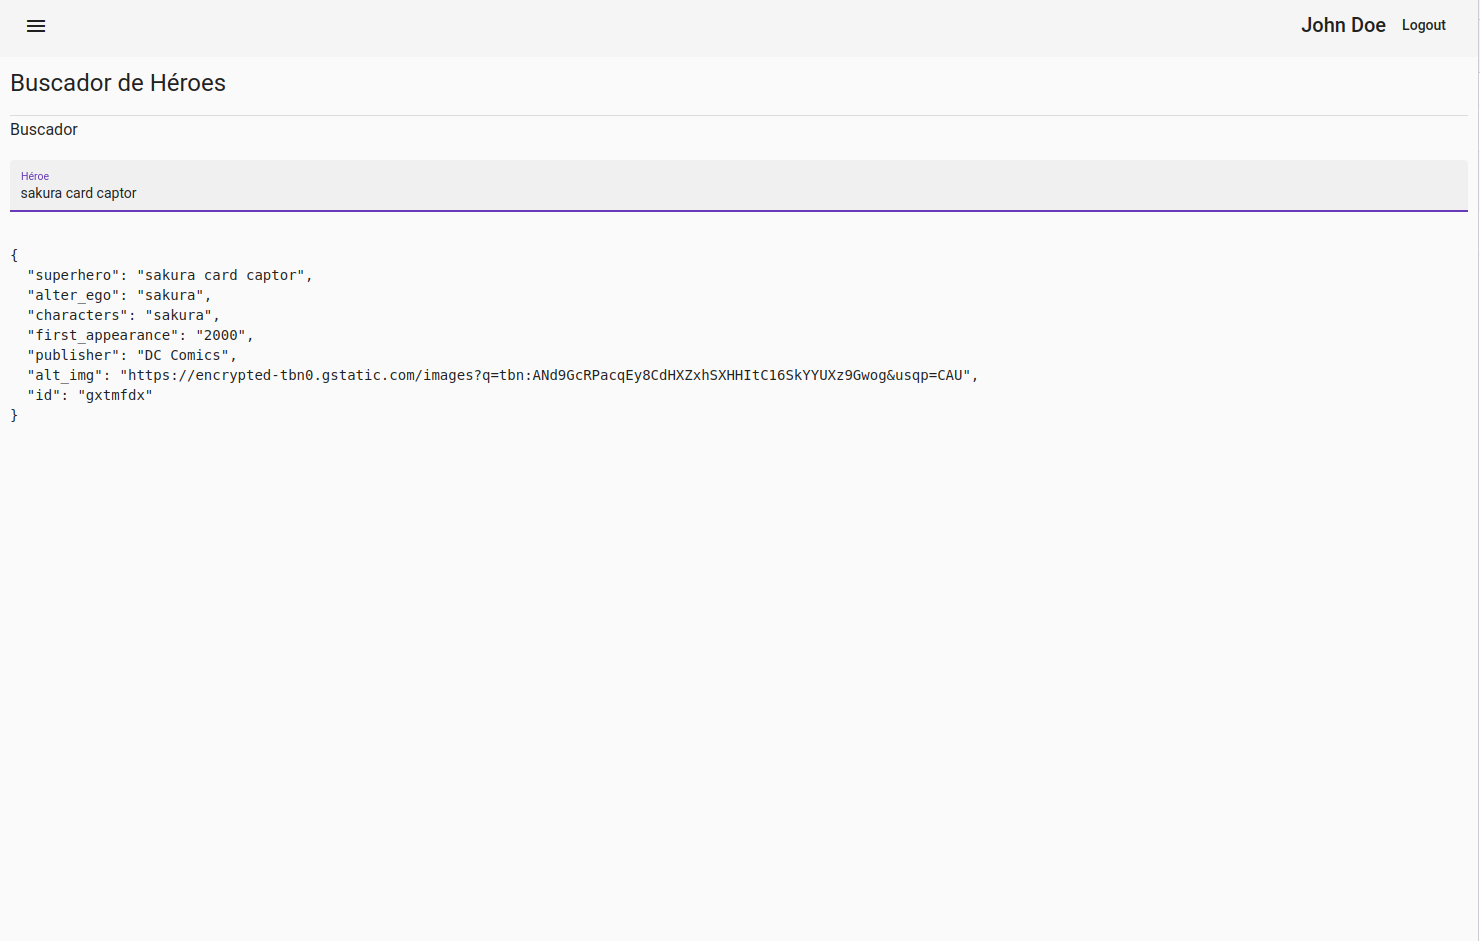 John Doe Logout
Buscador de Héroes
Buscador
Héroe
sakura card captor
{
  "superhero": "sakura card captor",
  "alter_ego": "sakura",
  "characters": "sakura",
  "first_appearance": "2000",
  "publisher": "DC Comics",
  "alt_img": "https://encrypted-tbn0.gstatic.com/images?q=tbn:ANd9GcRPacqEy8CdHXZxhSXHHItC16SkYYUXz9Gwog&usqp=CAU",
  "id": "gxtmfdx"
}